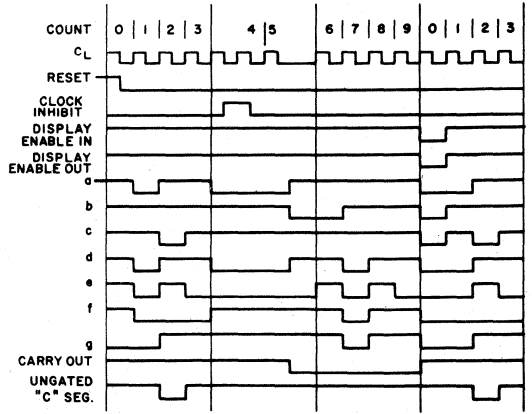 COUNT 0 1 2 3 4 5 6 7 8 9 0 1 2 3
CL
RESET
CLOCK
INHIBIT
DISPLAY
ENABLE IN
DISPLAY
ENABLE OUT
a
b
c
d
e
f
g
CARRY OUT
UNGATED
"C" SEG.